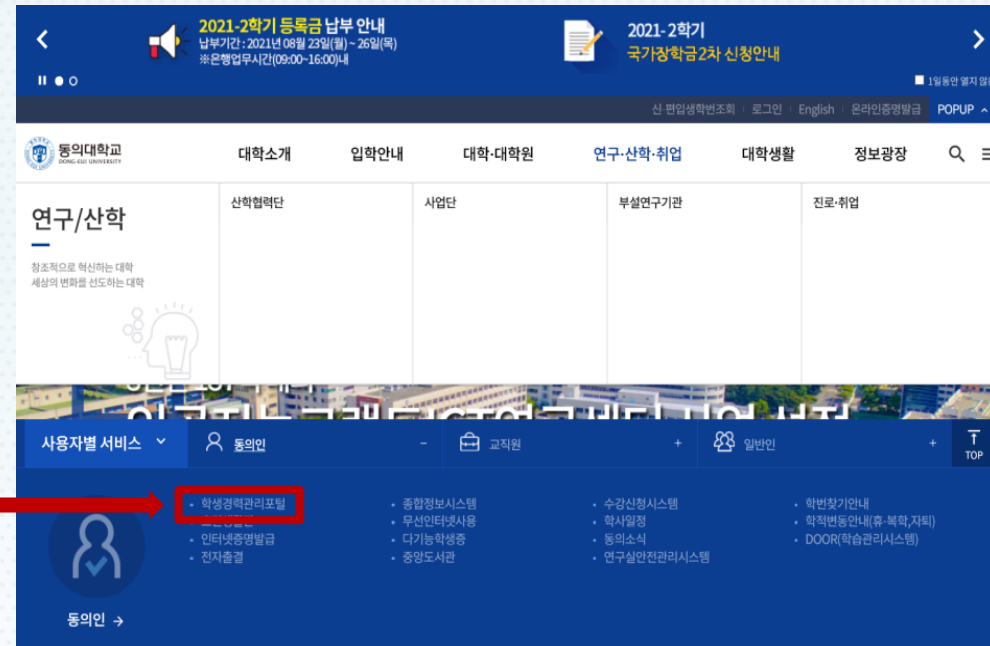 2021-2학기 등록금 납부 안내
납부기간 : 2021년 08월 23일(월) ~ 26일(목)
※은행업무시간(09:00~16:00)내
2021- 2학기
국가장학금2차 신청안내
1일동안 열지 않
신·편입생학번조회 로그인 English 온라인증명발급 POPUP
동의대학교
DONG-EUI UNIVERSITY
대학소개 입학안내 대학·대학원 연구·산학·취업 대학생활 정보광장
연구/산학
창조적으로 혁신하는 대학
세상의 변화를 선도하는 대학
산학협력단 사업단 부설연구기관 진로·취업
사용자별 서비스 동의인 - 교직원 + 일반인 +
TOP
학생경력관리포털 종합정보시스템 수강신청시스템 학번찾기안내
무선인터넷사용 학사일정 학적변동안내(휴·복학,자퇴)
인터넷증명발급 다기능학생증 동의소식 DOOR(학습관리시스템)
전자출결 중앙도서관 연구실안전관리시스템
동의인 →